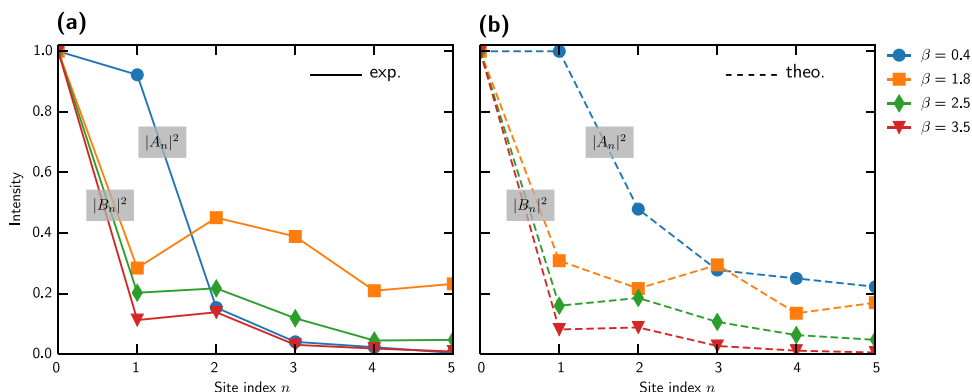 (a)
Intensity
1.0
0.8
0.6
0.4
0.2
0.0
0 1 2 3 4 5
Site index n
exp.
|A_n|^2
|B_n|^2
(b)
0 1 2 3 4 5
Site index n
theo.
|A_n|^2
|B_n|^2
β = 0.4
β = 1.8
β = 2.5
β = 3.5